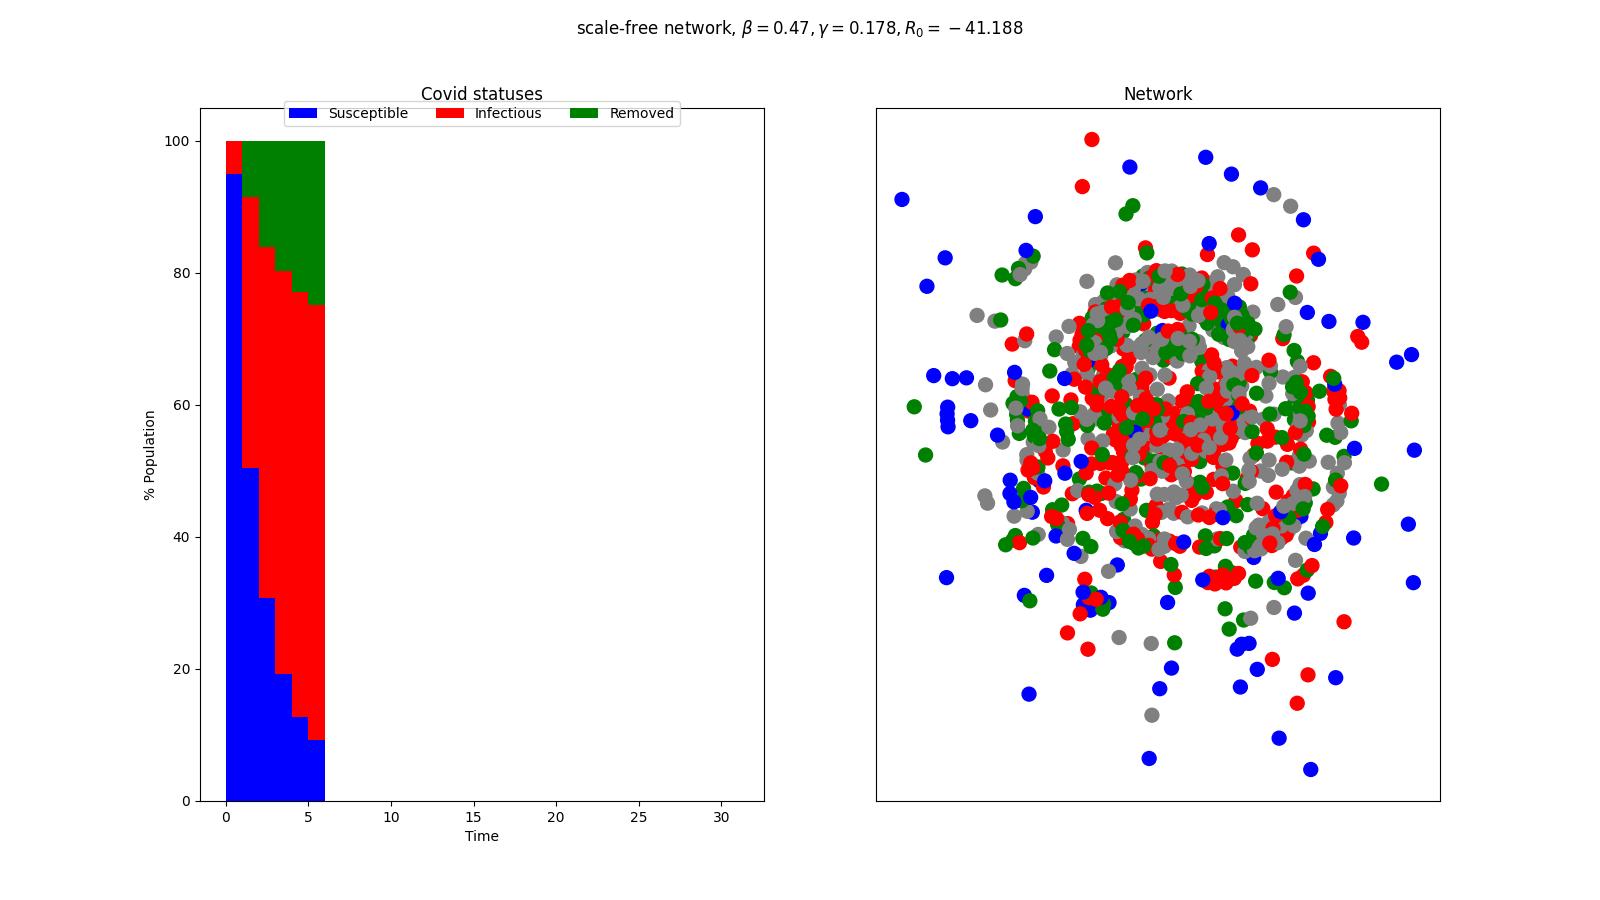 scale-free network, β = 0.47, γ = 0.178, R₀ = − 41.188
Covid statuses
Susceptible Infectious Removed
100
80
60
40
20
0
% Population
0 5 10 15 20 25 30
Time
Network